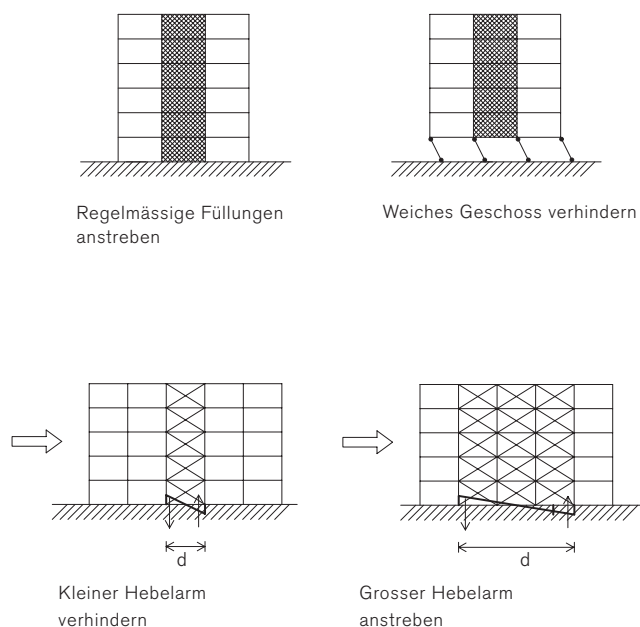 Regelmässige Füllungen
anstreben
Weiches Geschoss verhindern
d
d
Kleiner Hebelarm
verhindern
Grosser Hebelarm
anstreben